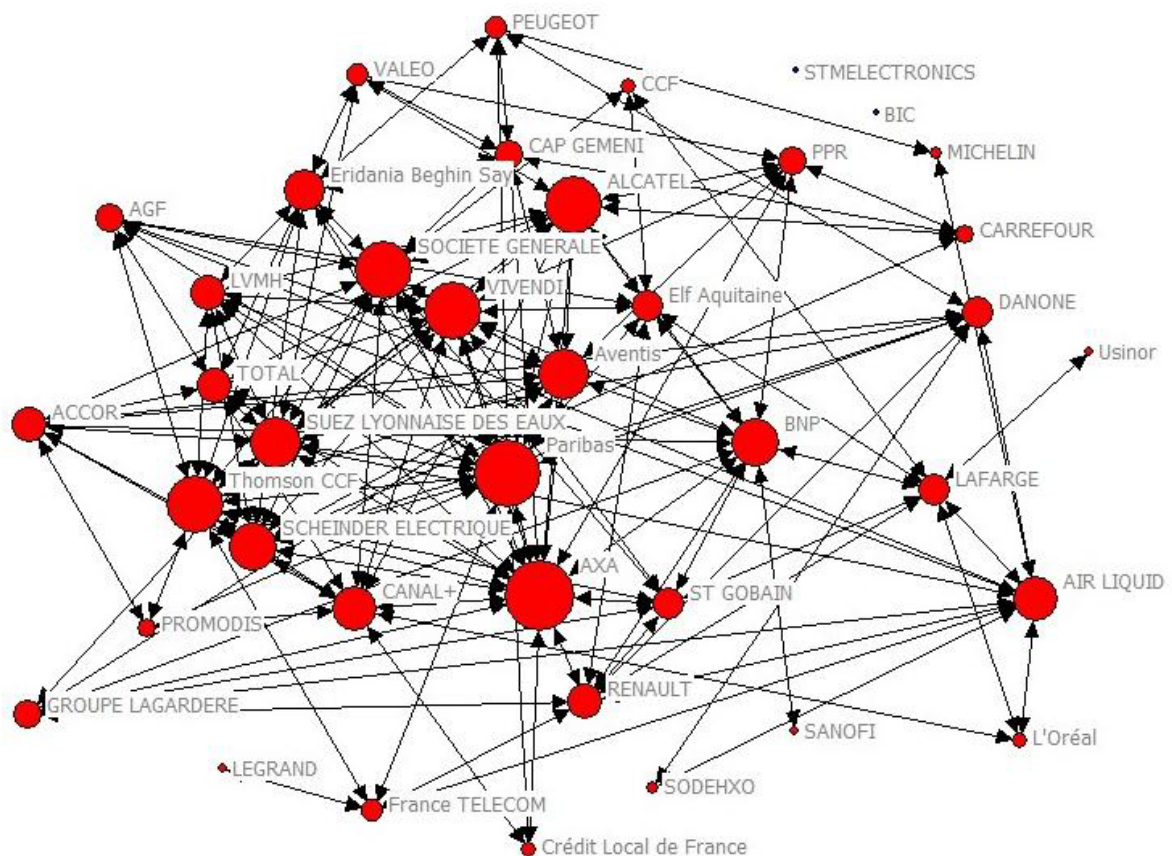 PEUGEOT
VALEO
STMELECTRONICS
CCF
BIC
CAP GEMENI
PPR
MICHELIN
Eridania Beghin Say
ALCATEL
AGF
CARREFOUR
SOCIETE GENERALE
LVMH
VIVENDI
Elf Aquitaine
DANONE
Usinor
Aventis
TOTAL
ACCOR
SUEZ LYONNAISE DES EAUX
BNP
Paribas
Thomson CCF
LAFARGE
SCHEINDER ELECTRIQUE
AXA
AIR LIQUID
CANAL+
ST GOBAIN
PROMODIS
RENAULT
GROUPE LAGARDERE
SANOFI
L'Oréal
LEGRAND
SODEHXO
France TELECOM
Crédit Local de France